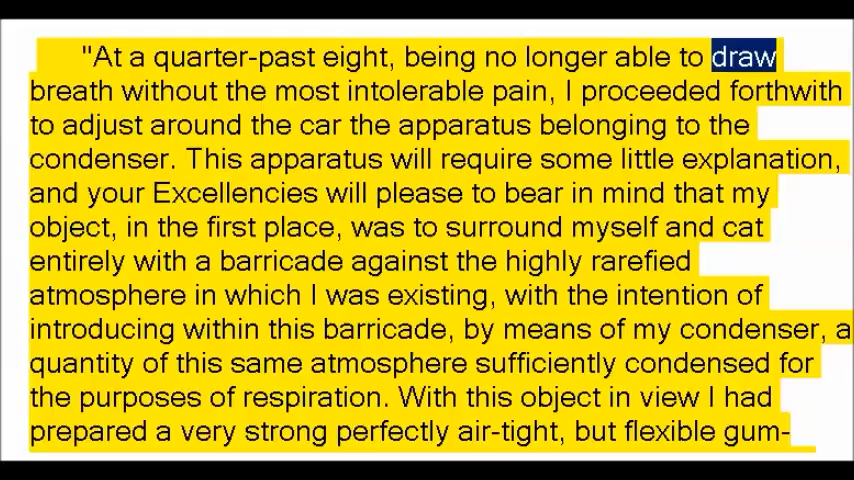 "At a quarter-past eight, being no longer able to draw
breath without the most intolerable pain, I proceeded forthwith
to adjust around the car the apparatus belonging to the
condenser. This apparatus will require some little explanation,
and your Excellencies will please to bear in mind that my
object, in the first place, was to surround myself and cat
entirely with a barricade against the highly rarefied
atmosphere in which I was existing, with the intention of
introducing within this barricade, by means of my condenser, a
quantity of this same atmosphere sufficiently condensed for
the purposes of respiration. With this object in view I had
prepared a very strong perfectly air-tight, but flexible gum-